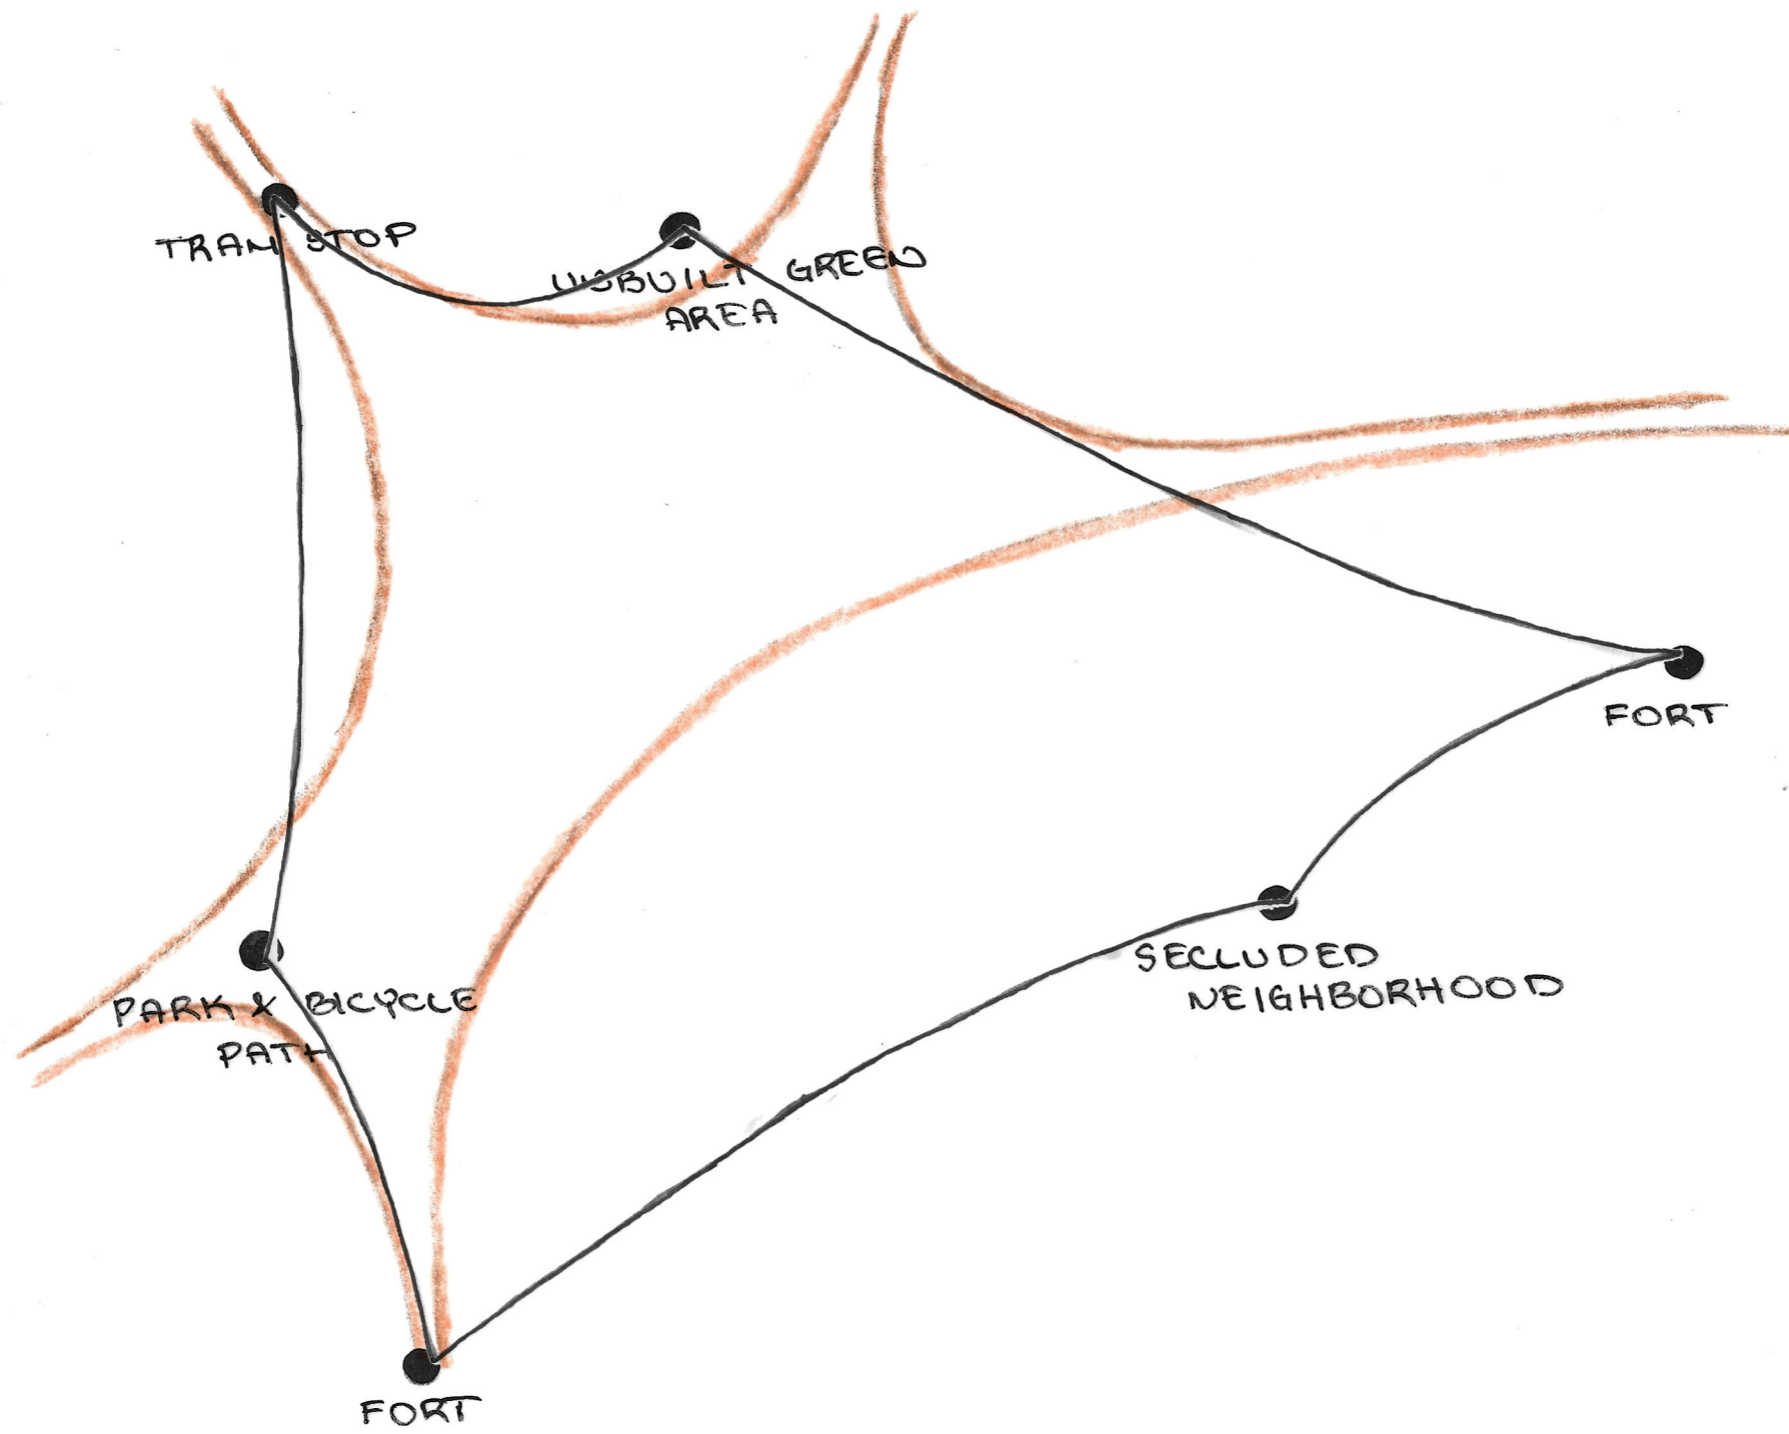 TRAM STOP
UNBUILT GREEN
AREA
FORT
SECLUDED
NEIGHBORHOOD
PARK & BICYCLE
PATH
FORT